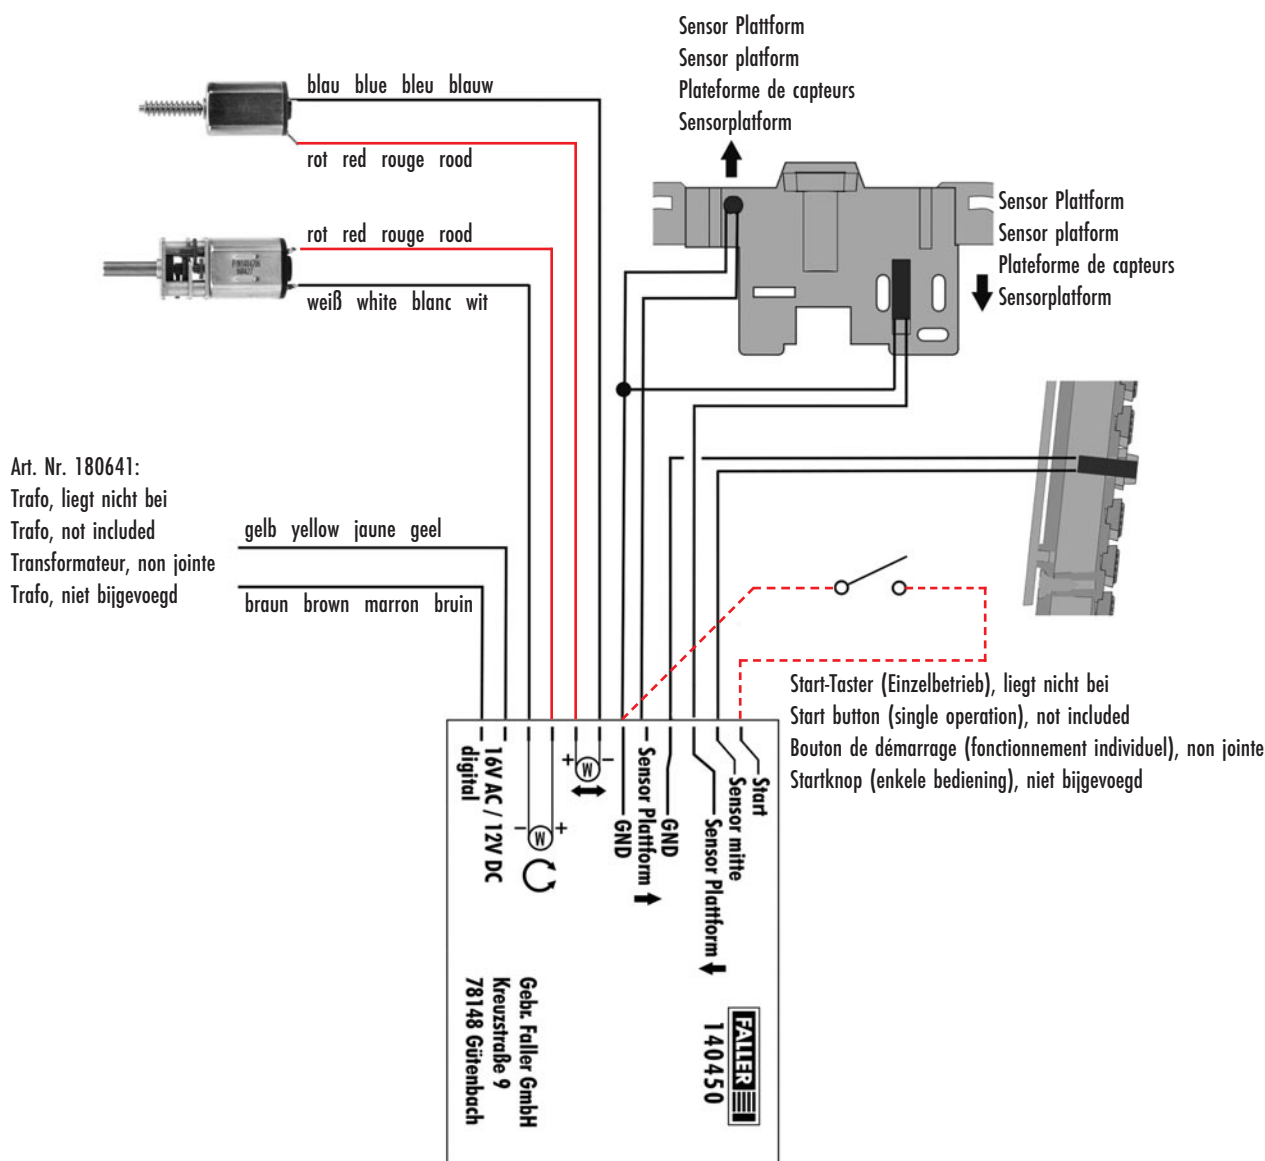 Sensor Plattform
Sensor platform
Plateforme de capteurs
Sensorplatform
blau blue bleu blauw
rot red rouge rood
Sensor Plattform
Sensor platform
Plateforme de capteurs
Sensorplatform
rot red rouge rood
weiß white blanc wit
Art. Nr. 180641:
Trafo, liegt nicht bei
Trafo, not included
Transformateur, non jointe
Trafo, niet bijgevoegd
gelb yellow jaune geel
braun brown marron bruin
Start-Taster (Einzelbetrieb), liegt nicht bei
Start button (single operation), not included
Bouton de démarrage (fonctionnement individuel), non jointe
Startknop (enkele bediening), niet bijgevoegd
16V AC / 12V DC
digital
- W +
+ W -
GND
Sensor Plattform
GND
Sensor Plattform
Sensor mitte
Start
FALLER
140450
Gebr. Faller GmbH
Kreuzstraße 9
78148 Gütenbach